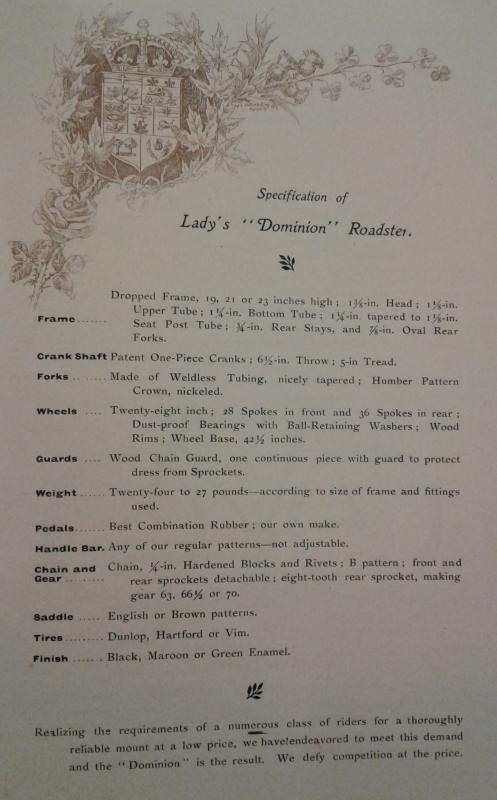 Specification of
Lady's "Dominion" Roadster.
Frame....... Dropped Frame, 19, 21 or 23 inches high; 1⅛-in. Head; 1⅛-in.
Upper Tube; 1¼-in. Bottom Tube; 1¼-in. tapered to 1⅛-in.
Seat Post Tube; ¾-in. Rear Stays, and ⅞-in. Oval Rear
Forks.
Crank Shaft Patent One-Piece Cranks; 6½-in. Throw; 5-in Tread.
Forks ........ Made of Weldless Tubing, nicely tapered; Humber Pattern
Crown, nickeled.
Wheels .... Twenty-eight inch; 28 Spokes in front and 36 Spokes in rear;
Dust-proof Bearings with Ball-Retaining Washers; Wood
Rims; Wheel Base, 42½ inches.
Guards .... Wood Chain Guard, one continuous piece with guard to protect
dress from Sprockets.
Weight ...... Twenty-four to 27 pounds—according to size of frame and fittings
used.
Pedals....... Best Combination Rubber; our own make.
Handle Bar. Any of our regular patterns—not adjustable.
Chain and Gear ......... Chain, ¼-in. Hardened Blocks and Rivets; B pattern; front and
rear sprockets detachable; eight-tooth rear sprocket, making
gear 63, 66½ or 70.
Saddle ..... English or Brown patterns.
Tires......... Dunlop, Hartford or Vim.
Finish ....... Black, Maroon or Green Enamel.
Realizing the requirements of a numerous class of riders for a thoroughly
reliable mount at a low price, we have endeavored to meet this demand
and the "Dominion" is the result. We defy competition at the price.